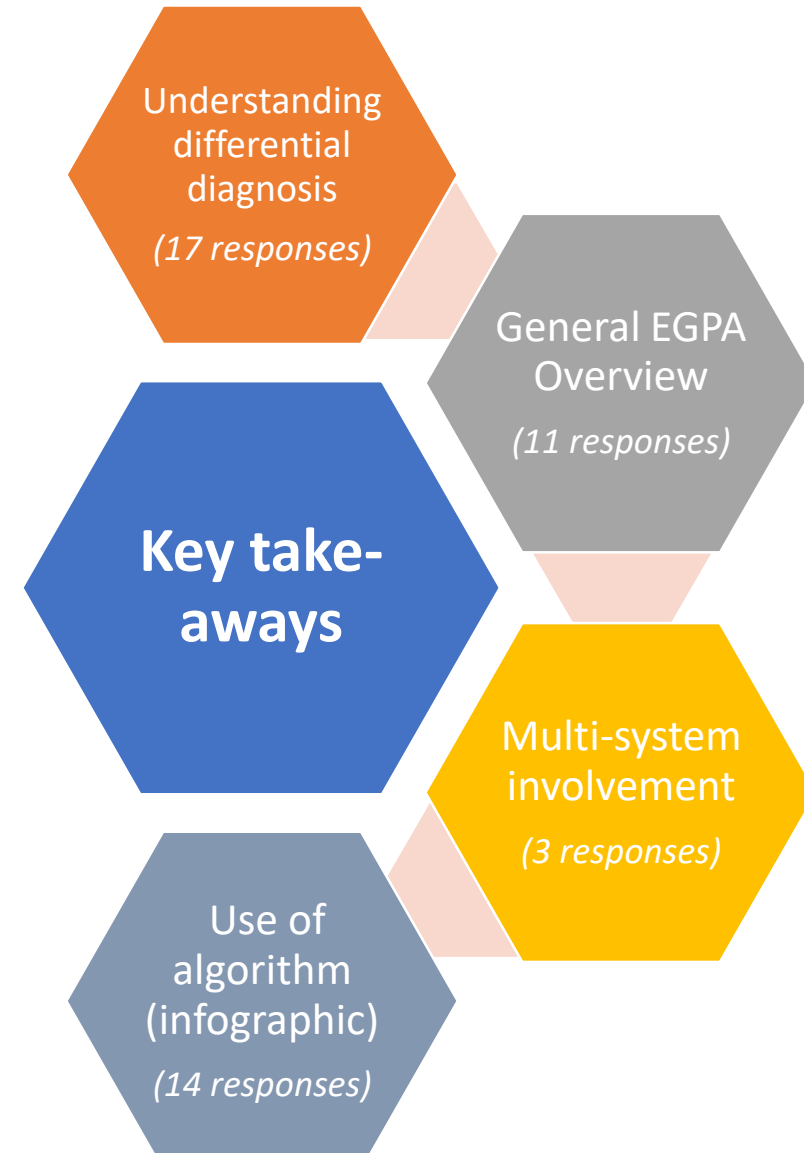 Understanding
differential
diagnosis
(17 responses)
General EGPA
Overview
(11 responses)
Key take-
aways
Multi-system
involvement
(3 responses)
Use of
algorithm
(infographic)
(14 responses)